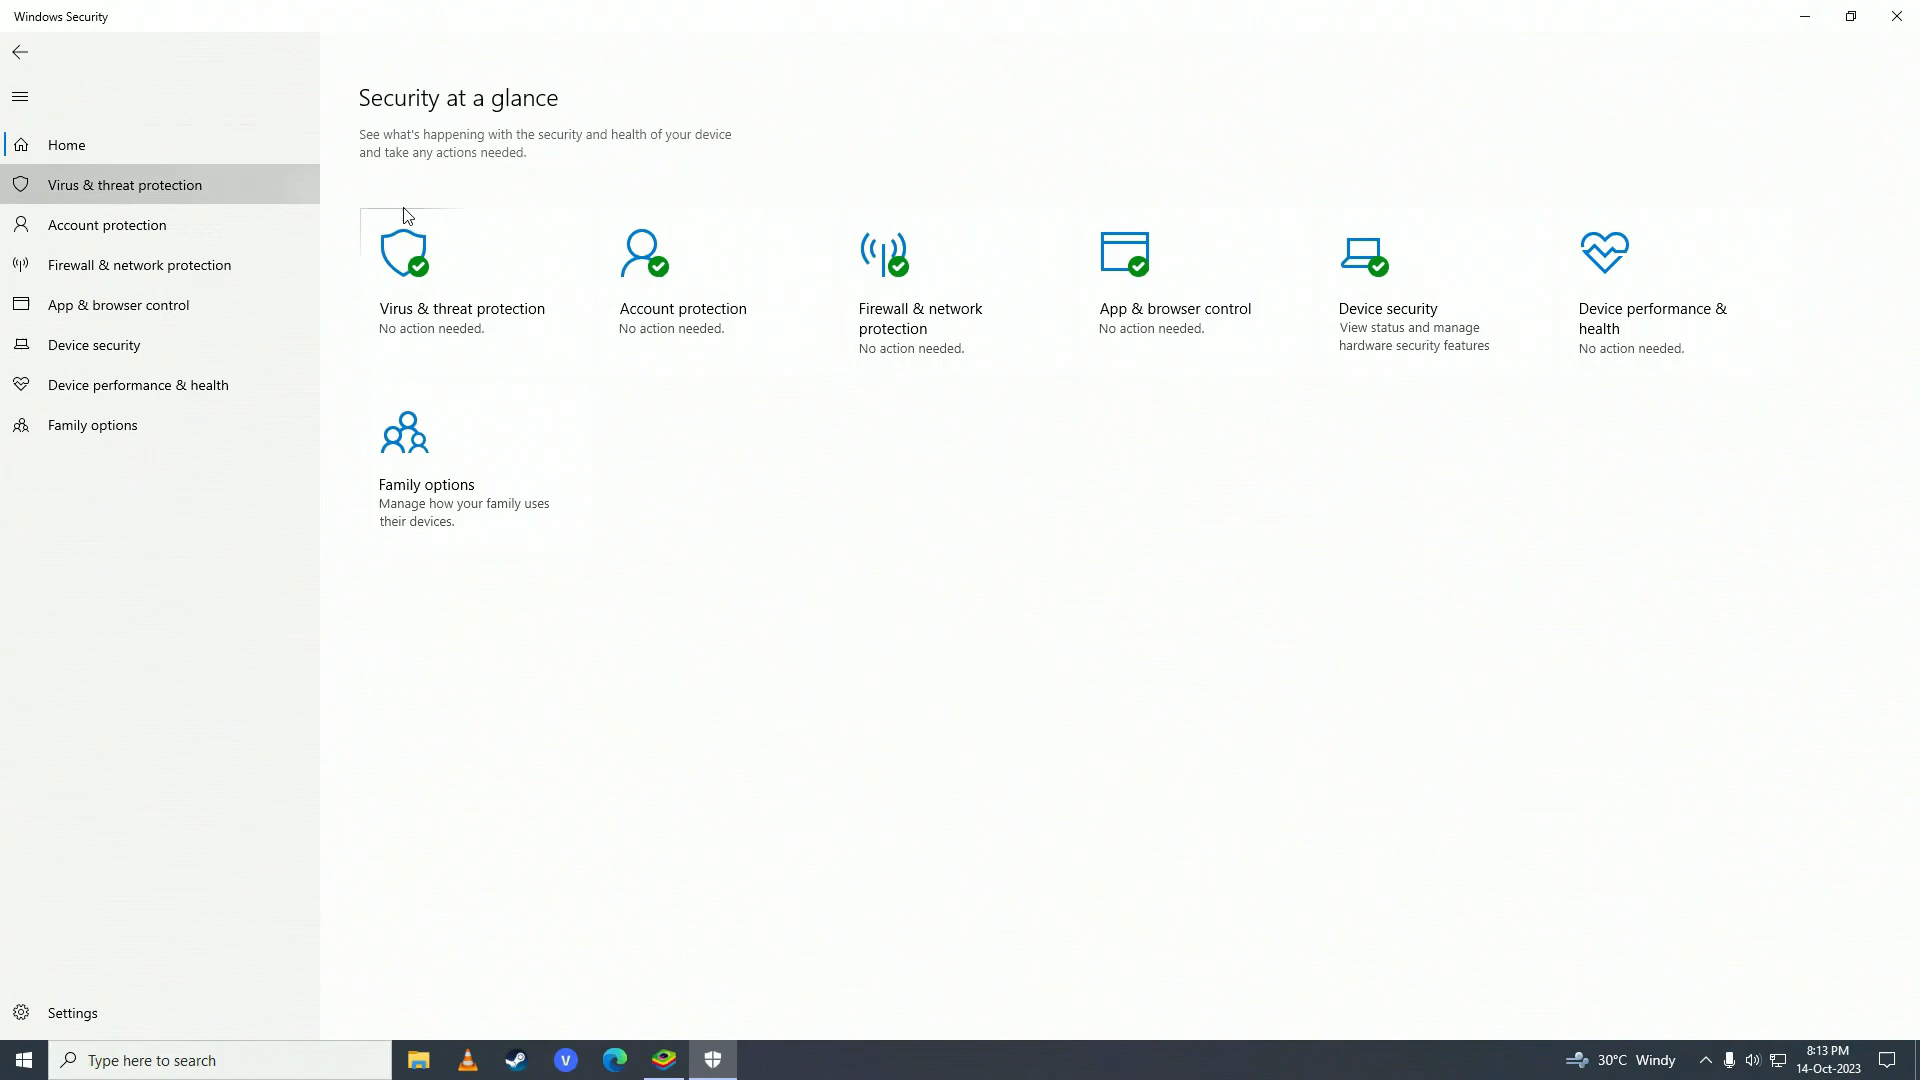 Windows Security
Home
Virus & threat protection
Account protection
Firewall & network protection
App & browser control
Device security
Device performance & health
Family options
Settings
Security at a glance
See what's happening with the security and health of your device
and take any actions needed.
Virus & threat protection
No action needed.
Account protection
No action needed.
Firewall & network
protection
No action needed.
App & browser control
No action needed.
Device security
View status and manage
hardware security features
Device performance &
health
No action needed.
Family options
Manage how your family uses
their devices.
Type here to search
V
30°C Windy
8:13 PM
14-Oct-2023